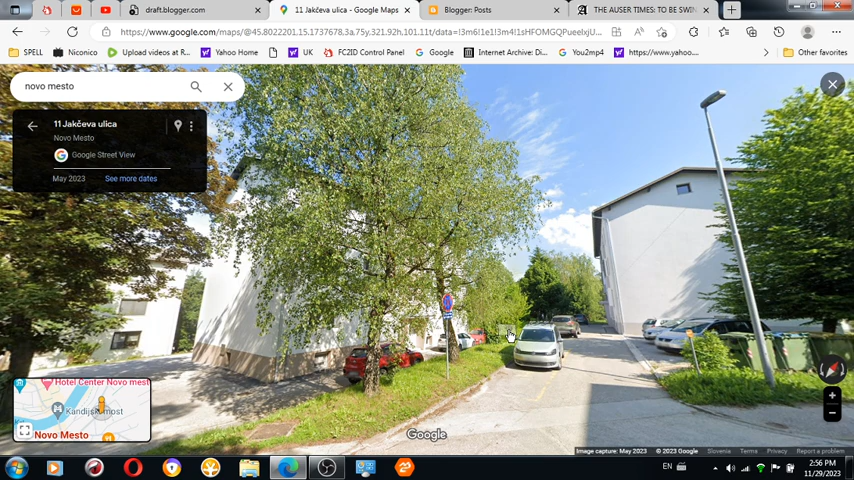 draft.blogger.com
11 Jakčeva ulica - Google Maps
Blogger: Posts
THE AUSER TIMES: TO BE SWIN
https://www.google.com/maps/@45.8022201,15.1737678,3a,75y,321.92h,101.11t/data=!3m6!1e1!3m4!1sHFOMGQPueelxjU...
SPELL
Niconico
Upload videos at R...
Yahoo Home
UK
FC2ID Control Panel
Google
Internet Archive: Di...
You2mp4
https://www.yahoo....
Other favorites
novo mesto
11 Jakčeva ulica
Novo Mesto
Google Street View
May 2023
See more dates
Hotel Center Novo mest
Kandijski most
Novo Mesto
Google
Image capture: May 2023
© 2023 Google
Slovenia
Terms
Privacy
Report a problem
EN
2:56 PM
11/29/2023